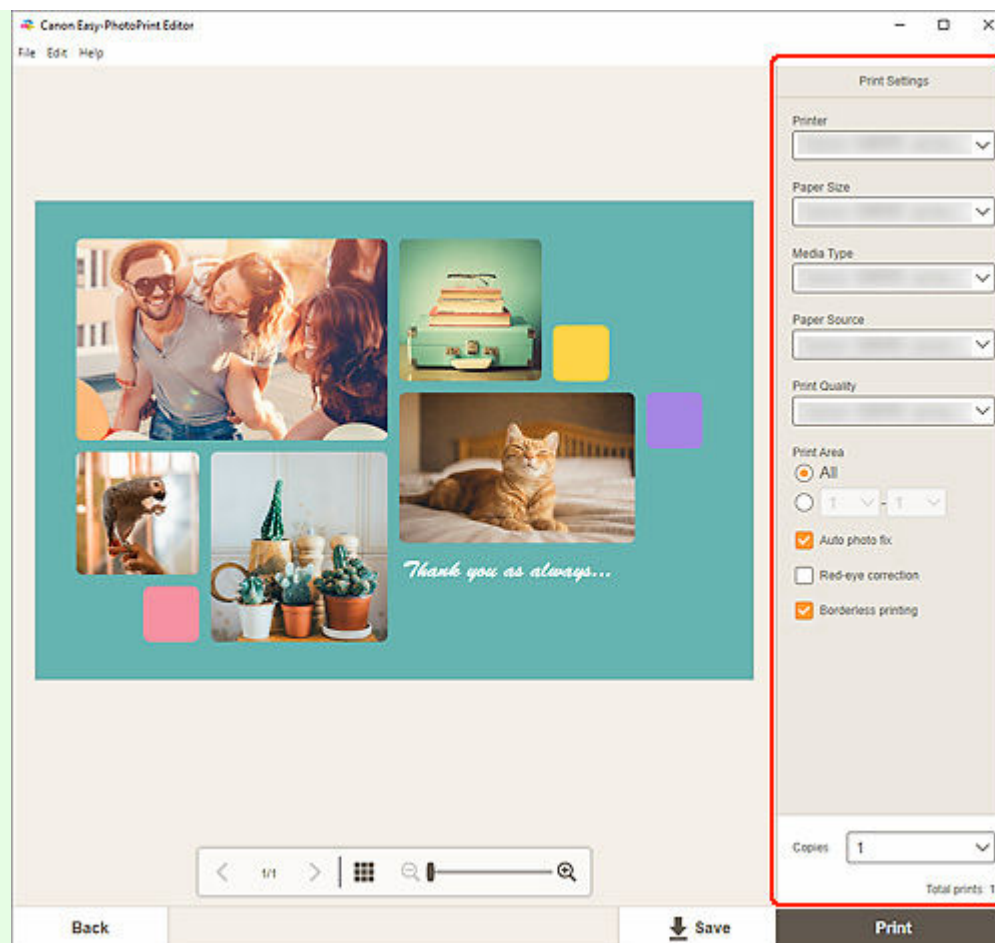 Canon Easy-PhotoPrint Editor
File Edit Help
Print Settings
Printer
Paper Size
Media Type
Paper Source
Print Quality
Print Area
All
1 - 1
Auto photo fix
Red-eye correction
Borderless printing
Thank you as always...
Copies 1
1/1
Total prints 1
Back
Save
Print